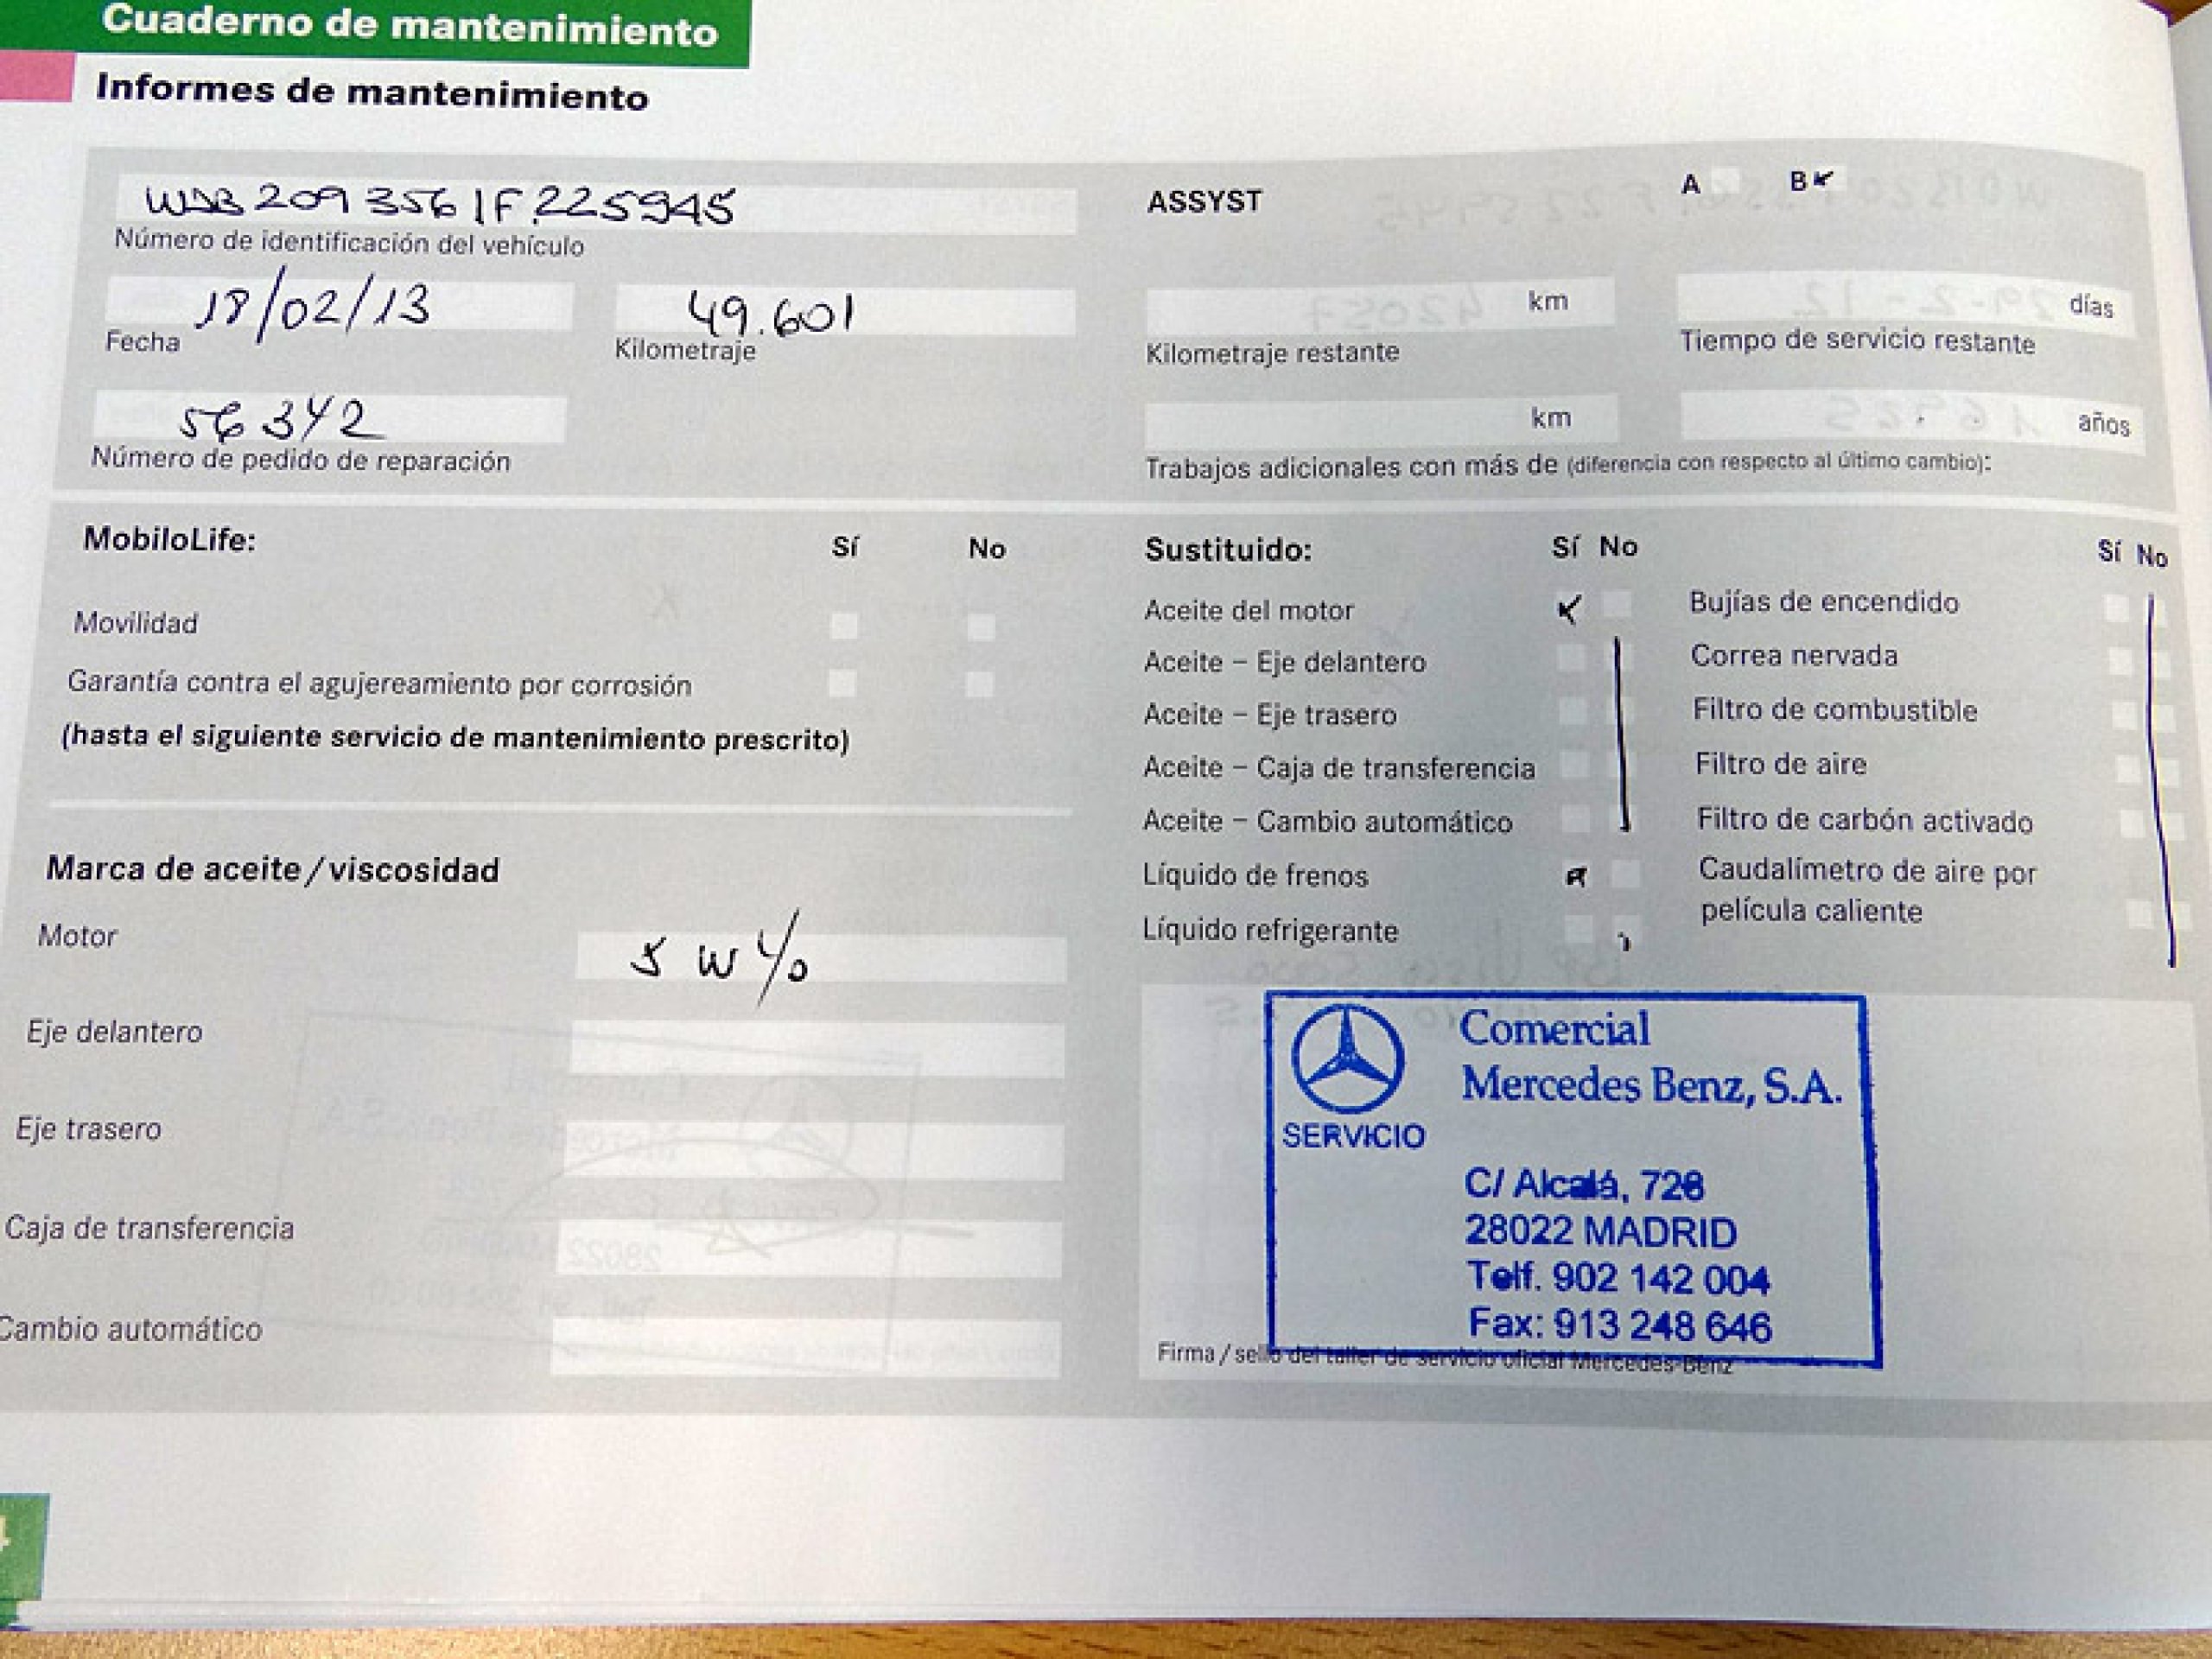 Cuaderno de mantenimiento
Informes de mantenimiento
WDB 209 356 1F 225945
Número de identificación del vehículo
18/02/13
Fecha
49.601
Kilometraje
56342
Número de pedido de reparación
ASSYST
A B
km
Kilometraje restante
días
Tiempo de servicio restante
km
años
Trabajos adicionales con más de (diferencia con respecto al último cambio):
MobiloLife: Sí No
Movilidad
Garantía contra el agujereamiento por corrosión
(hasta el siguiente servicio de mantenimiento prescrito)
Marca de aceite / viscosidad
Motor
5 W 40
Eje delantero
Eje trasero
Caja de transferencia
Cambio automático
Sustituido: Sí No
Aceite del motor
Aceite – Eje delantero
Aceite – Eje trasero
Aceite – Caja de transferencia
Aceite – Cambio automático
Líquido de frenos
Líquido refrigerante
Sí No
Bujías de encendido
Correa nervada
Filtro de combustible
Filtro de aire
Filtro de carbón activado
Caudalímetro de aire por
película caliente
SERVICIO
Comercial
Mercedes Benz, S.A.
C/ Alcalá, 728
28022 MADRID
Telf. 902 142 004
Fax: 913 248 646
Firma / sello del taller de servicio oficial Mercedes-Benz